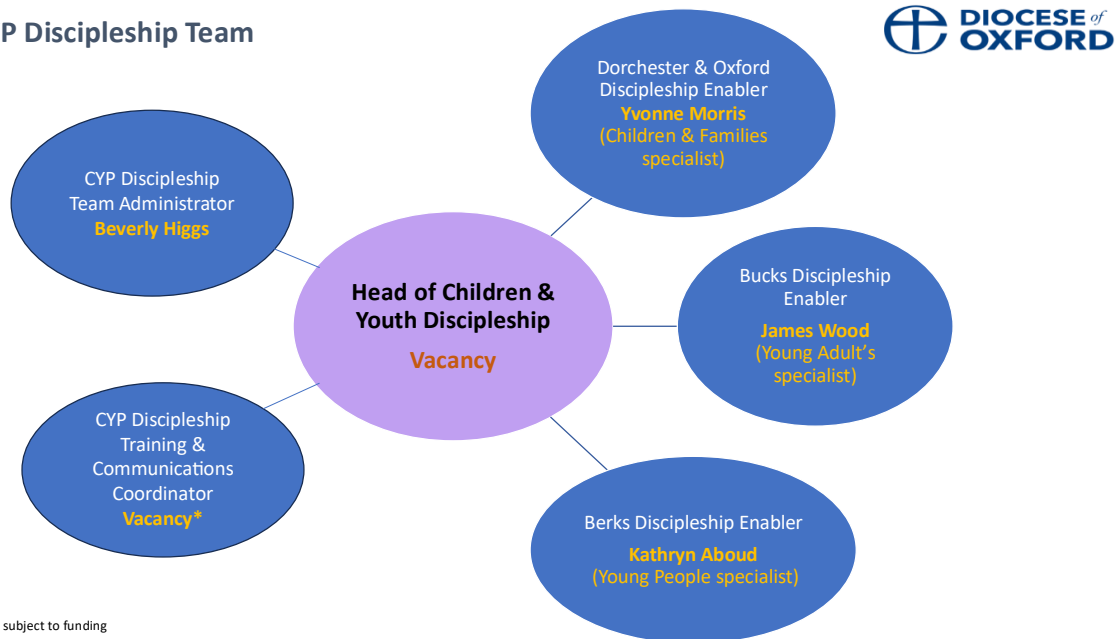 P Discipleship Team
DIOCESE of
OXFORD
Dorchester & Oxford
Discipleship Enabler
Yvonne Morris
(Children & Families
specialist)
CYP Discipleship
Team Administrator
Beverly Higgs
Head of Children &
Youth Discipleship
Vacancy
Bucks Discipleship
Enabler
James Wood
(Young Adult’s
specialist)
CYP Discipleship
Training &
Communications
Coordinator
Vacancy*
Berks Discipleship Enabler
Kathryn Aboud
(Young People specialist)
subject to funding